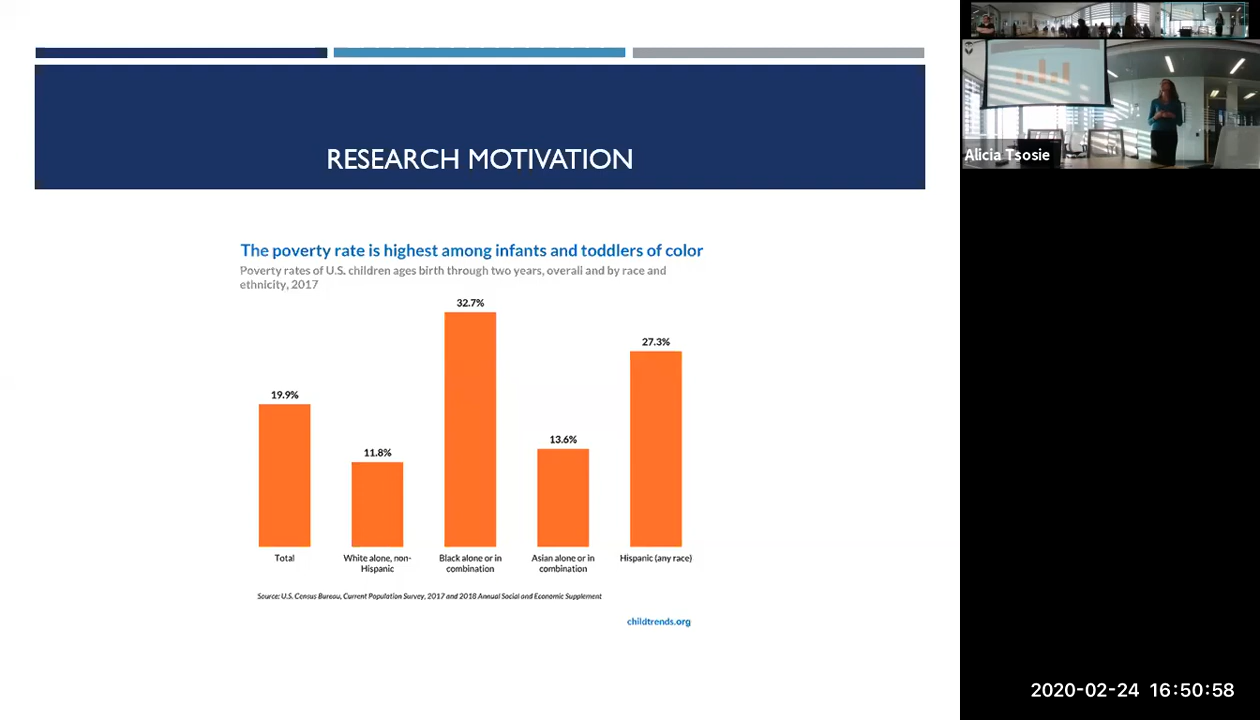 RESEARCH MOTIVATION
The poverty rate is highest among infants and toddlers of color
Poverty rates of U.S. children ages birth through two years, overall and by race and
ethnicity, 2017
32.7%
27.3%
19.9%
13.6%
11.8%
Total
White alone, non-
Hispanic
Black alone or in
combination
Asian alone or in
combination
Hispanic (any race)
Source: U.S. Census Bureau, Current Population Survey, 2017 and 2018 Annual Social and Economic Supplement
childtrends.org
Alicia Tsosie
2020-02-24 16:50:58